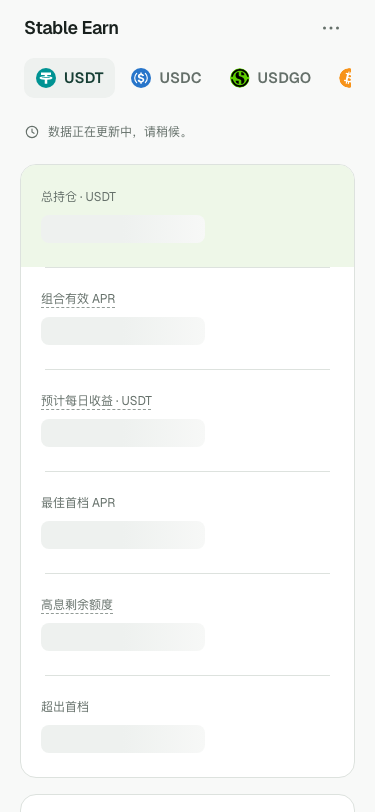 Stable Earn
USDT USDC USDGO
数据正在更新中，请稍候。
总持仓 · USDT
组合有效 APR
预计每日收益 · USDT
最佳首档 APR
高息剩余额度
超出首档